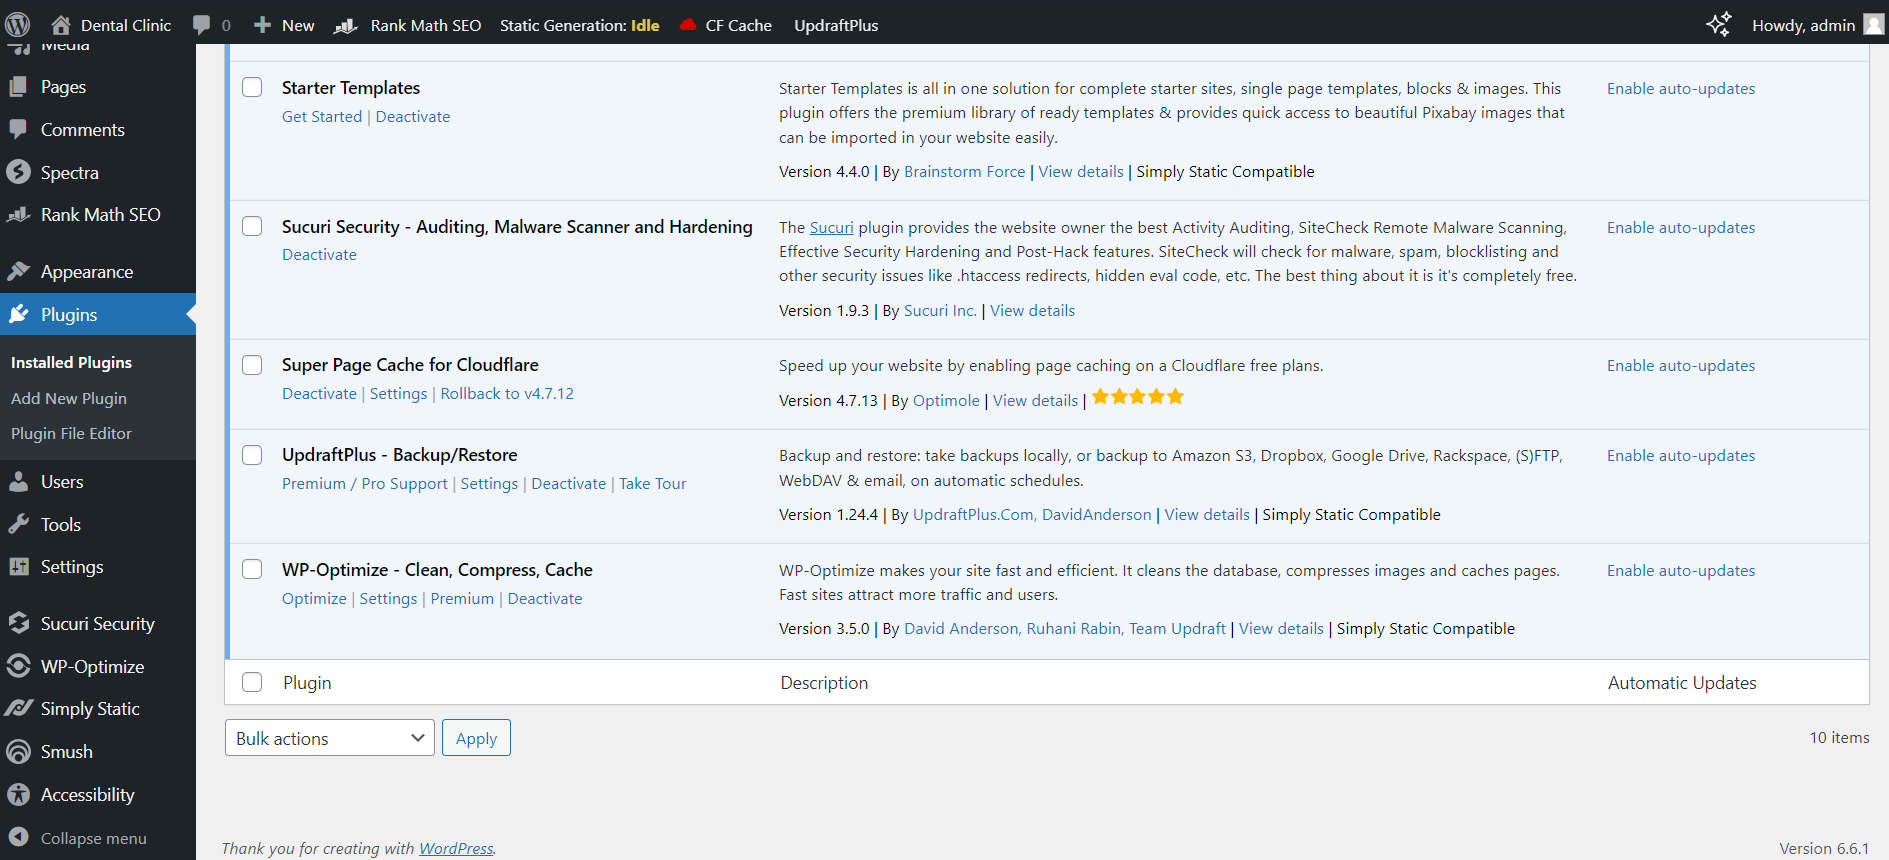 Dental Clinic 0 New Rank Math SEO Static Generation: Idle CF Cache UpdraftPlus Howdy, admin
Media
Pages
Comments
Spectra
Rank Math SEO
Appearance
Plugins
Installed Plugins
Add New Plugin
Plugin File Editor
Users
Tools
Settings
Sucuri Security
WP-Optimize
Simply Static
Smush
Accessibility
Collapse menu
Starter Templates
Get Started | Deactivate
Starter Templates is all in one solution for complete starter sites, single page templates, blocks & images. This
plugin offers the premium library of ready templates & provides quick access to beautiful Pixabay images that
can be imported in your website easily.
Version 4.4.0 | By Brainstorm Force | View details | Simply Static Compatible
Enable auto-updates
Sucuri Security - Auditing, Malware Scanner and Hardening
Deactivate
The Sucuri plugin provides the website owner the best Activity Auditing, SiteCheck Remote Malware Scanning,
Effective Security Hardening and Post-Hack features. SiteCheck will check for malware, spam, blocklisting and
other security issues like .htaccess redirects, hidden eval code, etc. The best thing about it is it's completely free.
Version 1.9.3 | By Sucuri Inc. | View details
Enable auto-updates
Super Page Cache for Cloudflare
Deactivate | Settings | Rollback to v4.7.12
Speed up your website by enabling page caching on a Cloudflare free plans.
Version 4.7.13 | By Optimole | View details |
Enable auto-updates
UpdraftPlus - Backup/Restore
Premium / Pro Support | Settings | Deactivate | Take Tour
Backup and restore: take backups locally, or backup to Amazon S3, Dropbox, Google Drive, Rackspace, (S)FTP,
WebDAV & email, on automatic schedules.
Version 1.24.4 | By UpdraftPlus.Com, DavidAnderson | View details | Simply Static Compatible
Enable auto-updates
WP-Optimize - Clean, Compress, Cache
Optimize | Settings | Premium | Deactivate
WP-Optimize makes your site fast and efficient. It cleans the database, compresses images and caches pages.
Fast sites attract more traffic and users.
Version 3.5.0 | By David Anderson, Ruhani Rabin, Team Updraft | View details | Simply Static Compatible
Enable auto-updates
Plugin Description Automatic Updates
Bulk actions Apply 10 items
Thank you for creating with WordPress. Version 6.6.1